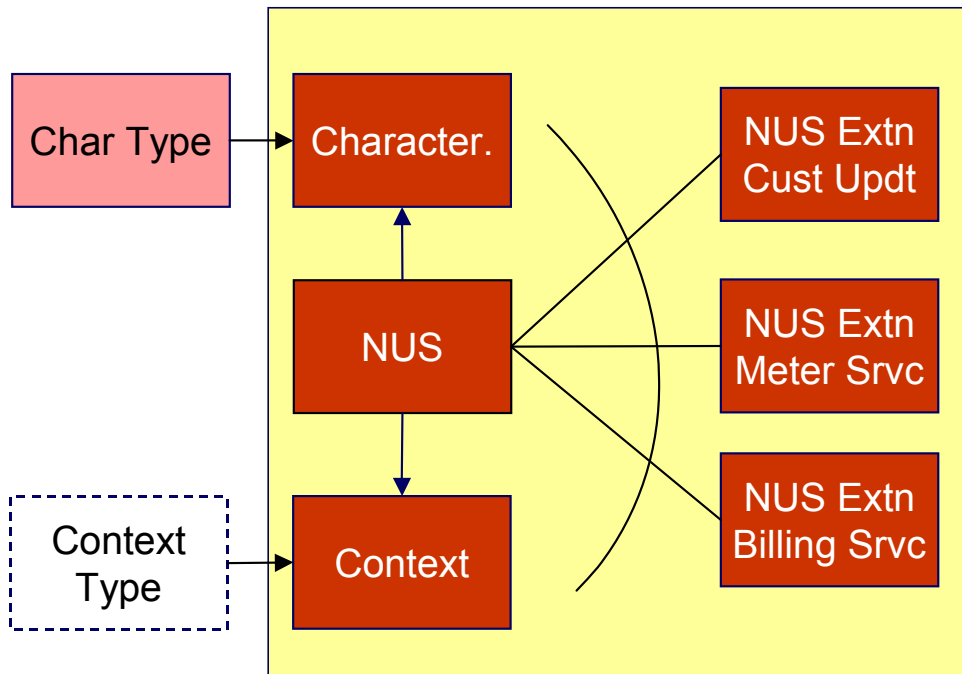 Char Type
Character.
NUS Extn
Cust Updt
NUS
NUS Extn
Meter Srvc
Context
Type
Context
NUS Extn
Billing Srvc